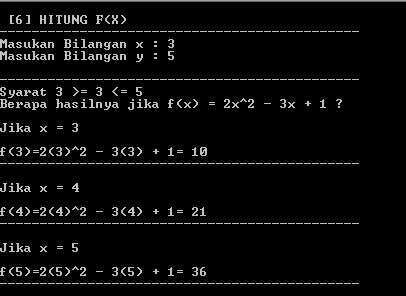 [6] HITUNG F(X)
Masukan Bilangan x : 3
Masukan Bilangan y : 5
Syarat 3 >= 3 <= 5
Berapa hasilnya jika f(x) = 2x^2 - 3x + 1 ?
Jika x = 3
f(3)=2(3)^2 - 3(3) + 1= 10
Jika x = 4
f(4)=2(4)^2 - 3(4) + 1= 21
Jika x = 5
f(5)=2(5)^2 - 3(5) + 1= 36